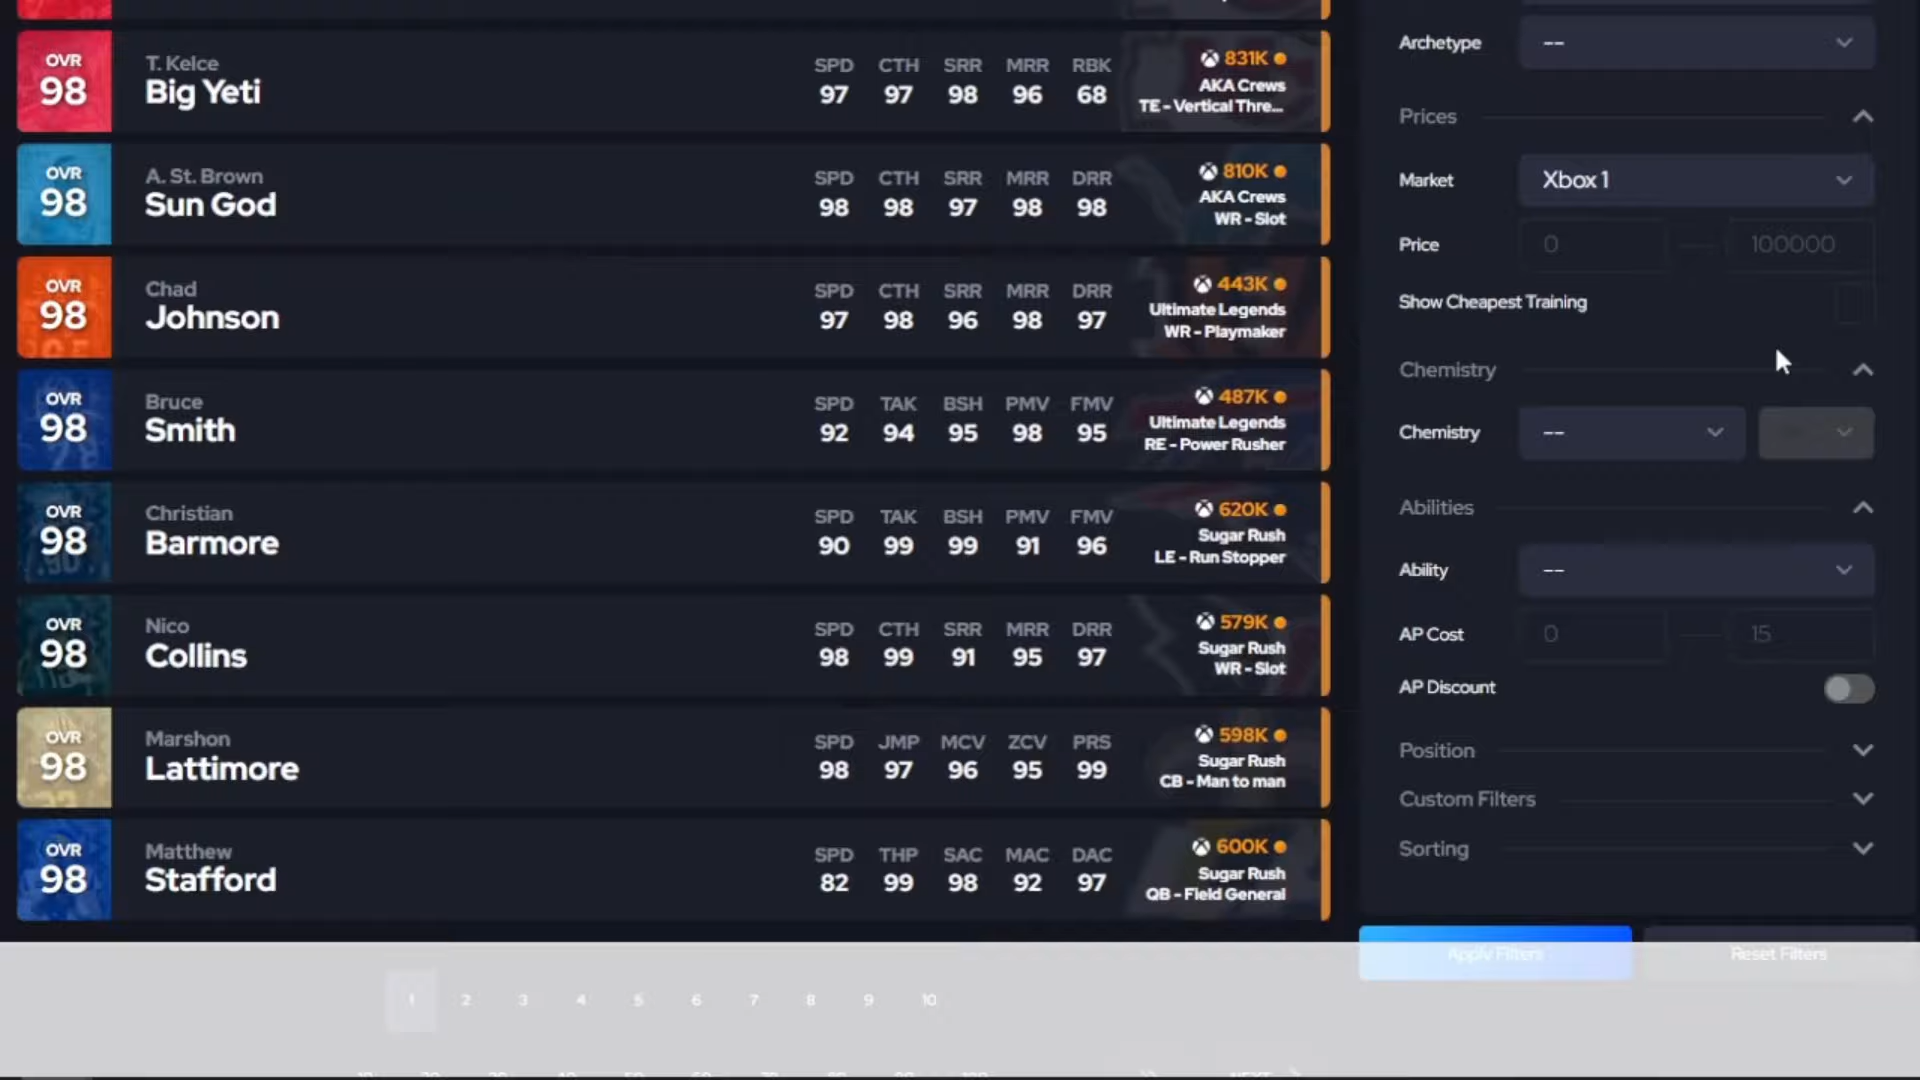 OVR
98
T. Kelce
Big Yeti
SPD CTH SRR MRR RBK
97 97 98 96 68
831K
AKA Crews
TE - Vertical Thre...
OVR
98
A. St. Brown
Sun God
SPD CTH SRR MRR DRR
98 98 97 98 98
810K
AKA Crews
WR - Slot
OVR
98
Chad
Johnson
SPD CTH SRR MRR DRR
97 98 96 98 97
443K
Ultimate Legends
WR - Playmaker
OVR
98
Bruce
Smith
SPD TAK BSH PMV FMV
92 94 95 98 95
487K
Ultimate Legends
RE - Power Rusher
OVR
98
Christian
Barmore
SPD TAK BSH PMV FMV
90 99 99 91 96
620K
Sugar Rush
LE - Run Stopper
OVR
98
Nico
Collins
SPD CTH SRR MRR DRR
98 99 91 95 97
579K
Sugar Rush
WR - Slot
OVR
98
Marshon
Lattimore
SPD JMP MCV ZCV PRS
98 97 96 95 99
598K
Sugar Rush
CB - Man to man
OVR
98
Matthew
Stafford
SPD THP SAC MAC DAC
82 99 98 92 97
600K
Sugar Rush
QB - Field General
1 2 3 4 5 6 7 8 9 10
Archetype --
Prices
Market Xbox 1
Price 0 — 100000
Show Cheapest Training
Chemistry
Chemistry --
Abilities
Ability --
AP Cost 0 — 15
AP Discount
Position
Custom Filters
Sorting
Apply Filters Reset Filters